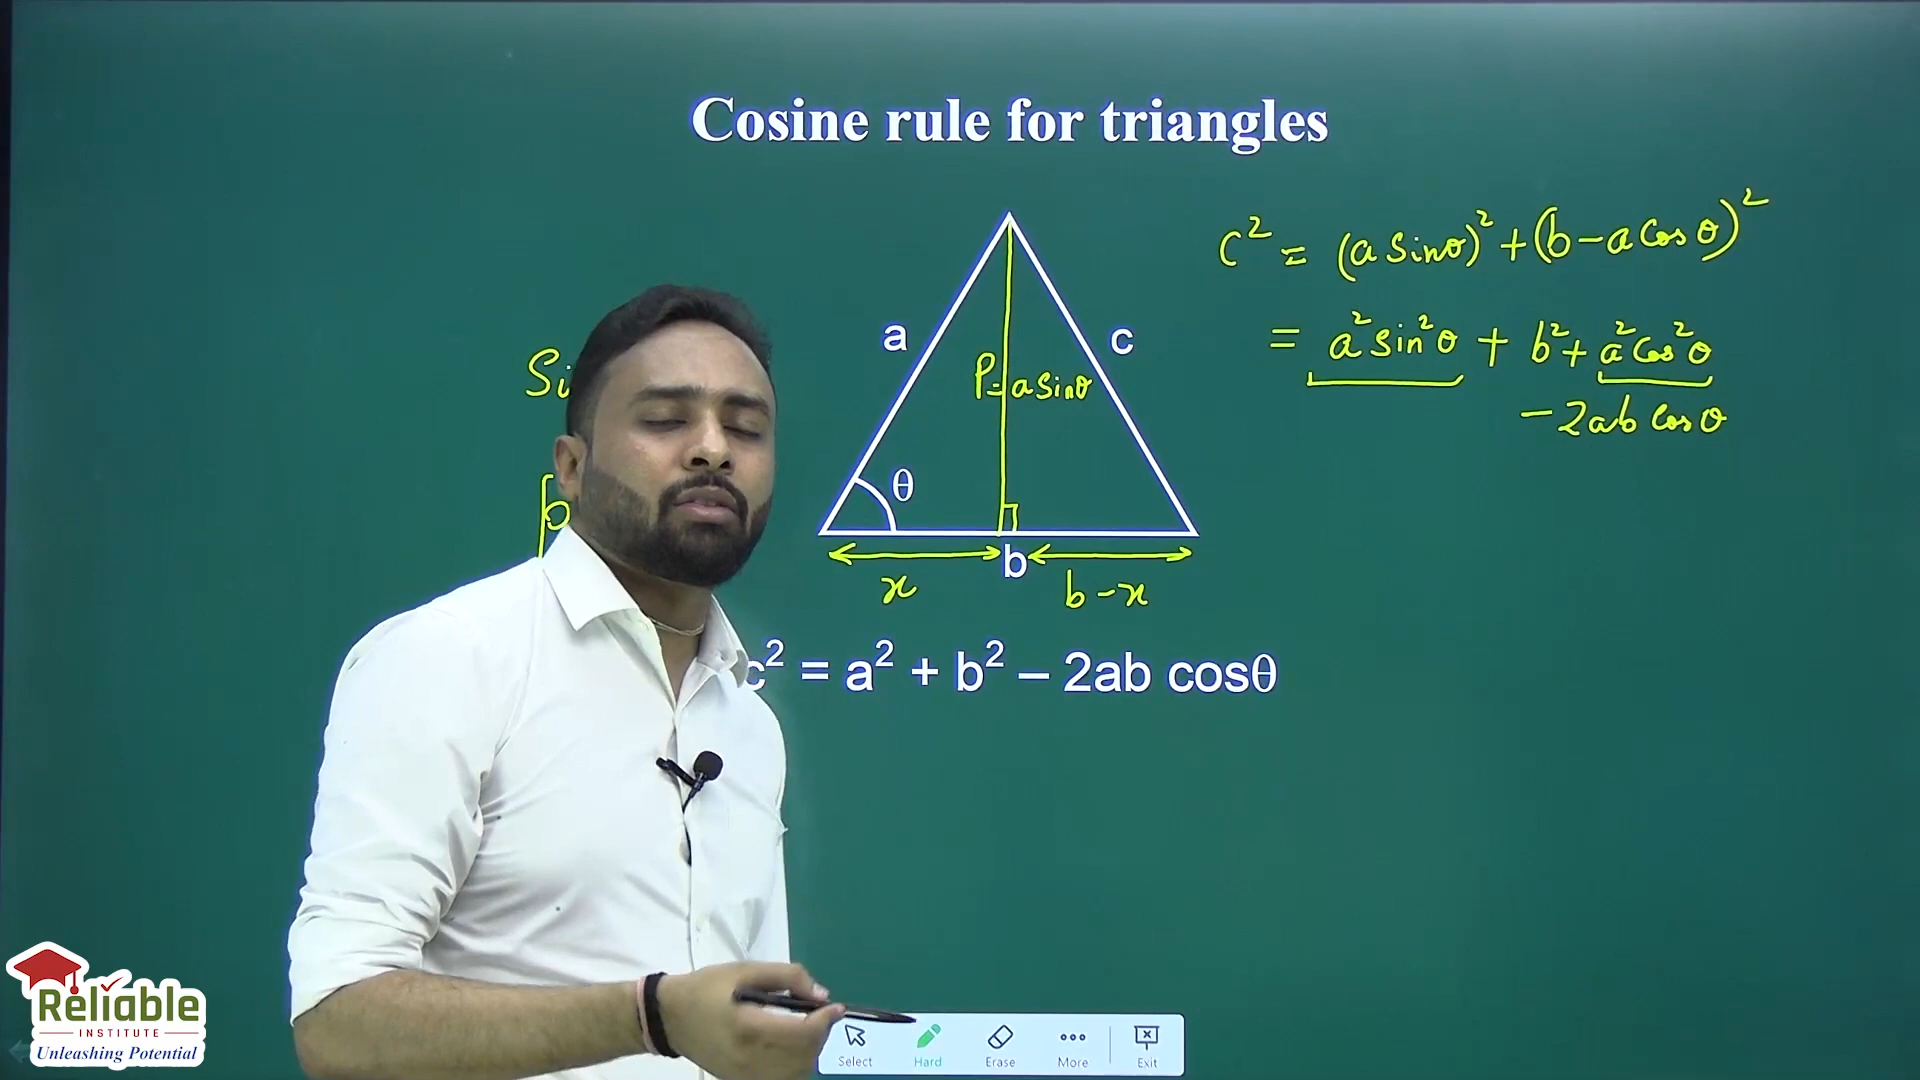 Cosine rule for triangles
c² = (a sinθ)² + (b - a cosθ)²
= a² sin²θ + b² + a² cos²θ
- 2ab cosθ
a
c
P = a sinθ
θ
b
x
b - x
c² = a² + b² – 2ab cosθ
Reliable
INSTITUTE
Unleashing Potential
Select
Hard
Erase
More
Exit